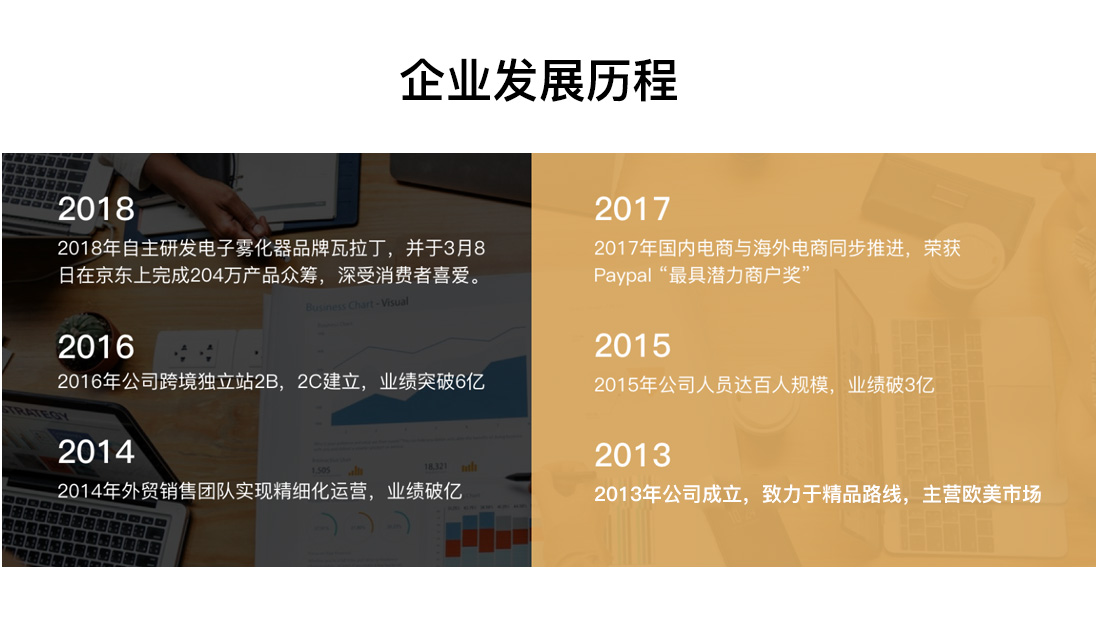 企业发展历程
2018
2018年自主研发电子雾化器品牌瓦拉丁，并于3月8
日在京东上完成204万产品众筹，深受消费者喜爱。
2016
2016年公司跨境独立站2B，2C建立，业绩突破6亿
2014
2014年外贸销售团队实现精细化运营，业绩破亿
2017
2017年国内电商与海外电商同步推进，荣获
Paypal“最具潜力商户奖”
2015
2015年公司人员达百人规模，业绩破3亿
2013
2013年公司成立，致力于精品路线，主营欧美市场
Business Chart - Visual
STRATEGY
1,595
18,321